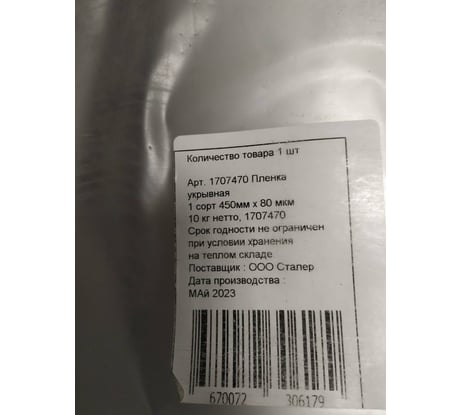 Количество товара 1 шт
Арт. 1707470 Пленка
укрывная
1 сорт 450мм х 80 мкм
10 кг нетто, 1707470
Срок годности не ограничен
при условии хранения
на теплом складе
Поставщик : ООО Сталер
Дата производства :
МАй 2023
670072 306179